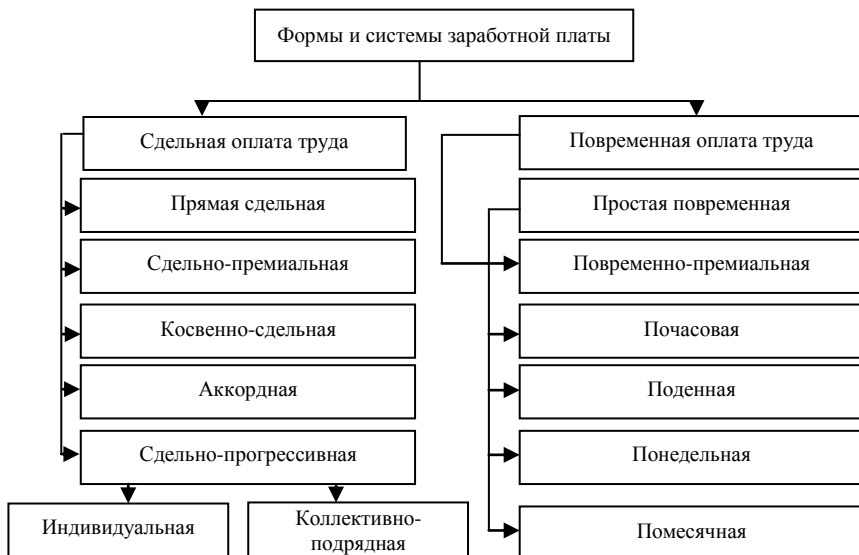 Формы и системы заработной платы
Сдельная оплата труда
Прямая сдельная
Сдельно-премиальная
Косвенно-сдельная
Аккордная
Сдельно-прогрессивная
Индивидуальная
Коллективно-
подрядная
Повременная оплата труда
Простая повременная
Повременно-премиальная
Почасовая
Поденная
Понедельная
Помесячная